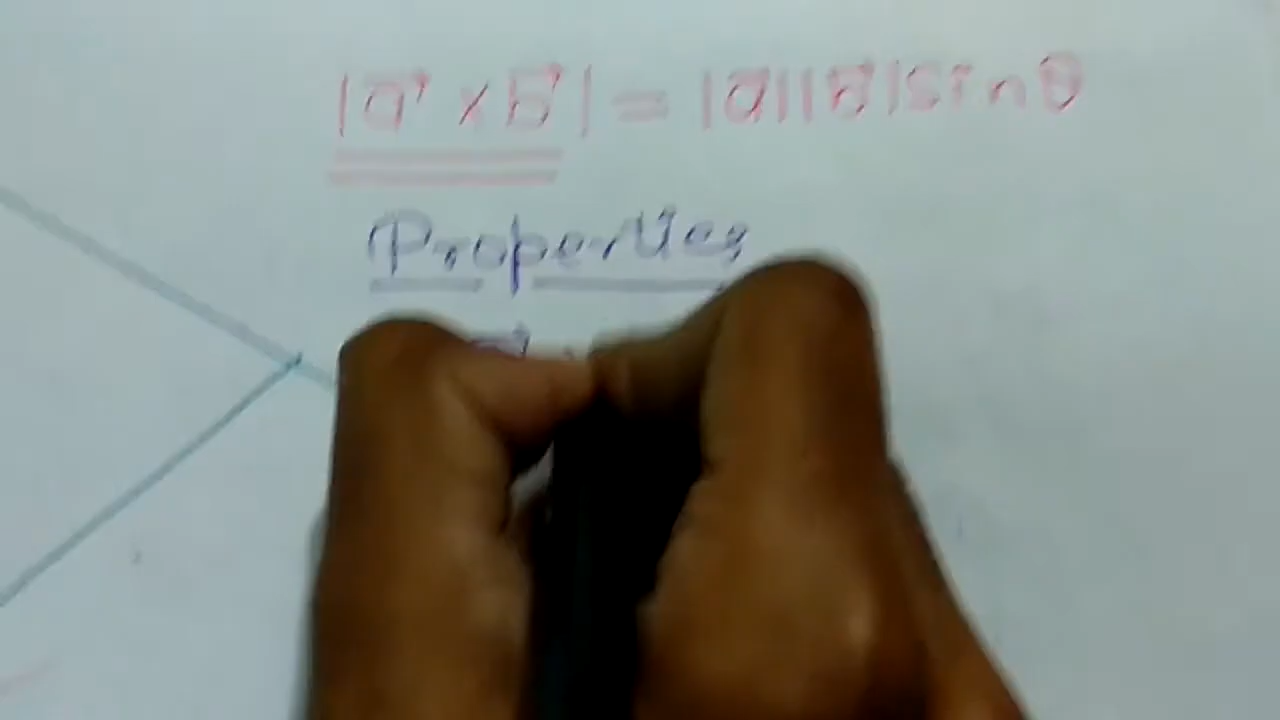 |a⃗ × b⃗| = |a⃗||b⃗|sinθ
Properties